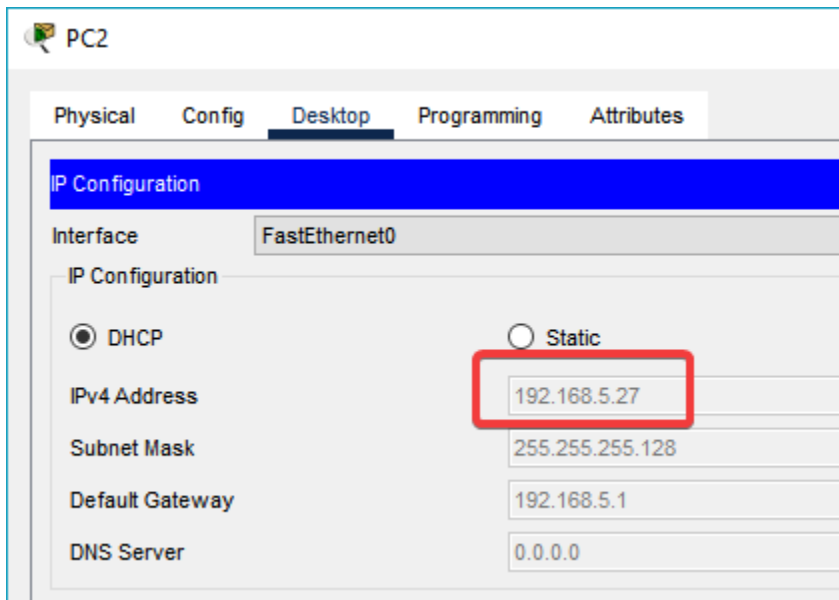 PC2
Physical Config Desktop Programming Attributes
IP Configuration
Interface FastEthernet0
IP Configuration
DHCP Static
IPv4 Address 192.168.5.27
Subnet Mask 255.255.255.128
Default Gateway 192.168.5.1
DNS Server 0.0.0.0